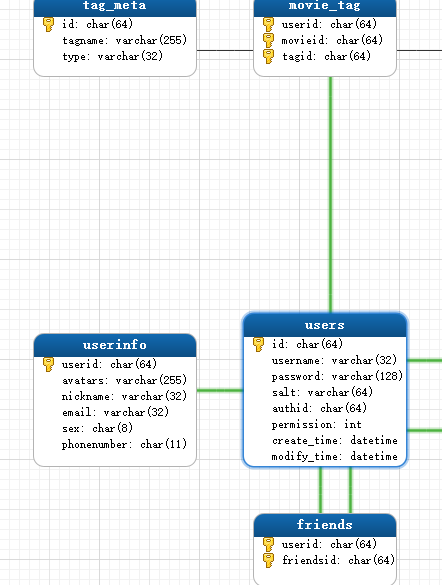 tag_meta
id: char(64)
tagname: varchar(255)
type: varchar(32)
movie_tag
userid: char(64)
movieid: char(64)
tagid: char(64)
userinfo
userid: char(64)
avatars: varchar(255)
nickname: varchar(32)
email: varchar(32)
sex: char(8)
phonenumber: char(11)
users
id: char(64)
username: varchar(32)
password: varchar(128)
salt: varchar(64)
authid: char(64)
permission: int
create_time: datetime
modify_time: datetime
friends
userid: char(64)
friendsid: char(64)